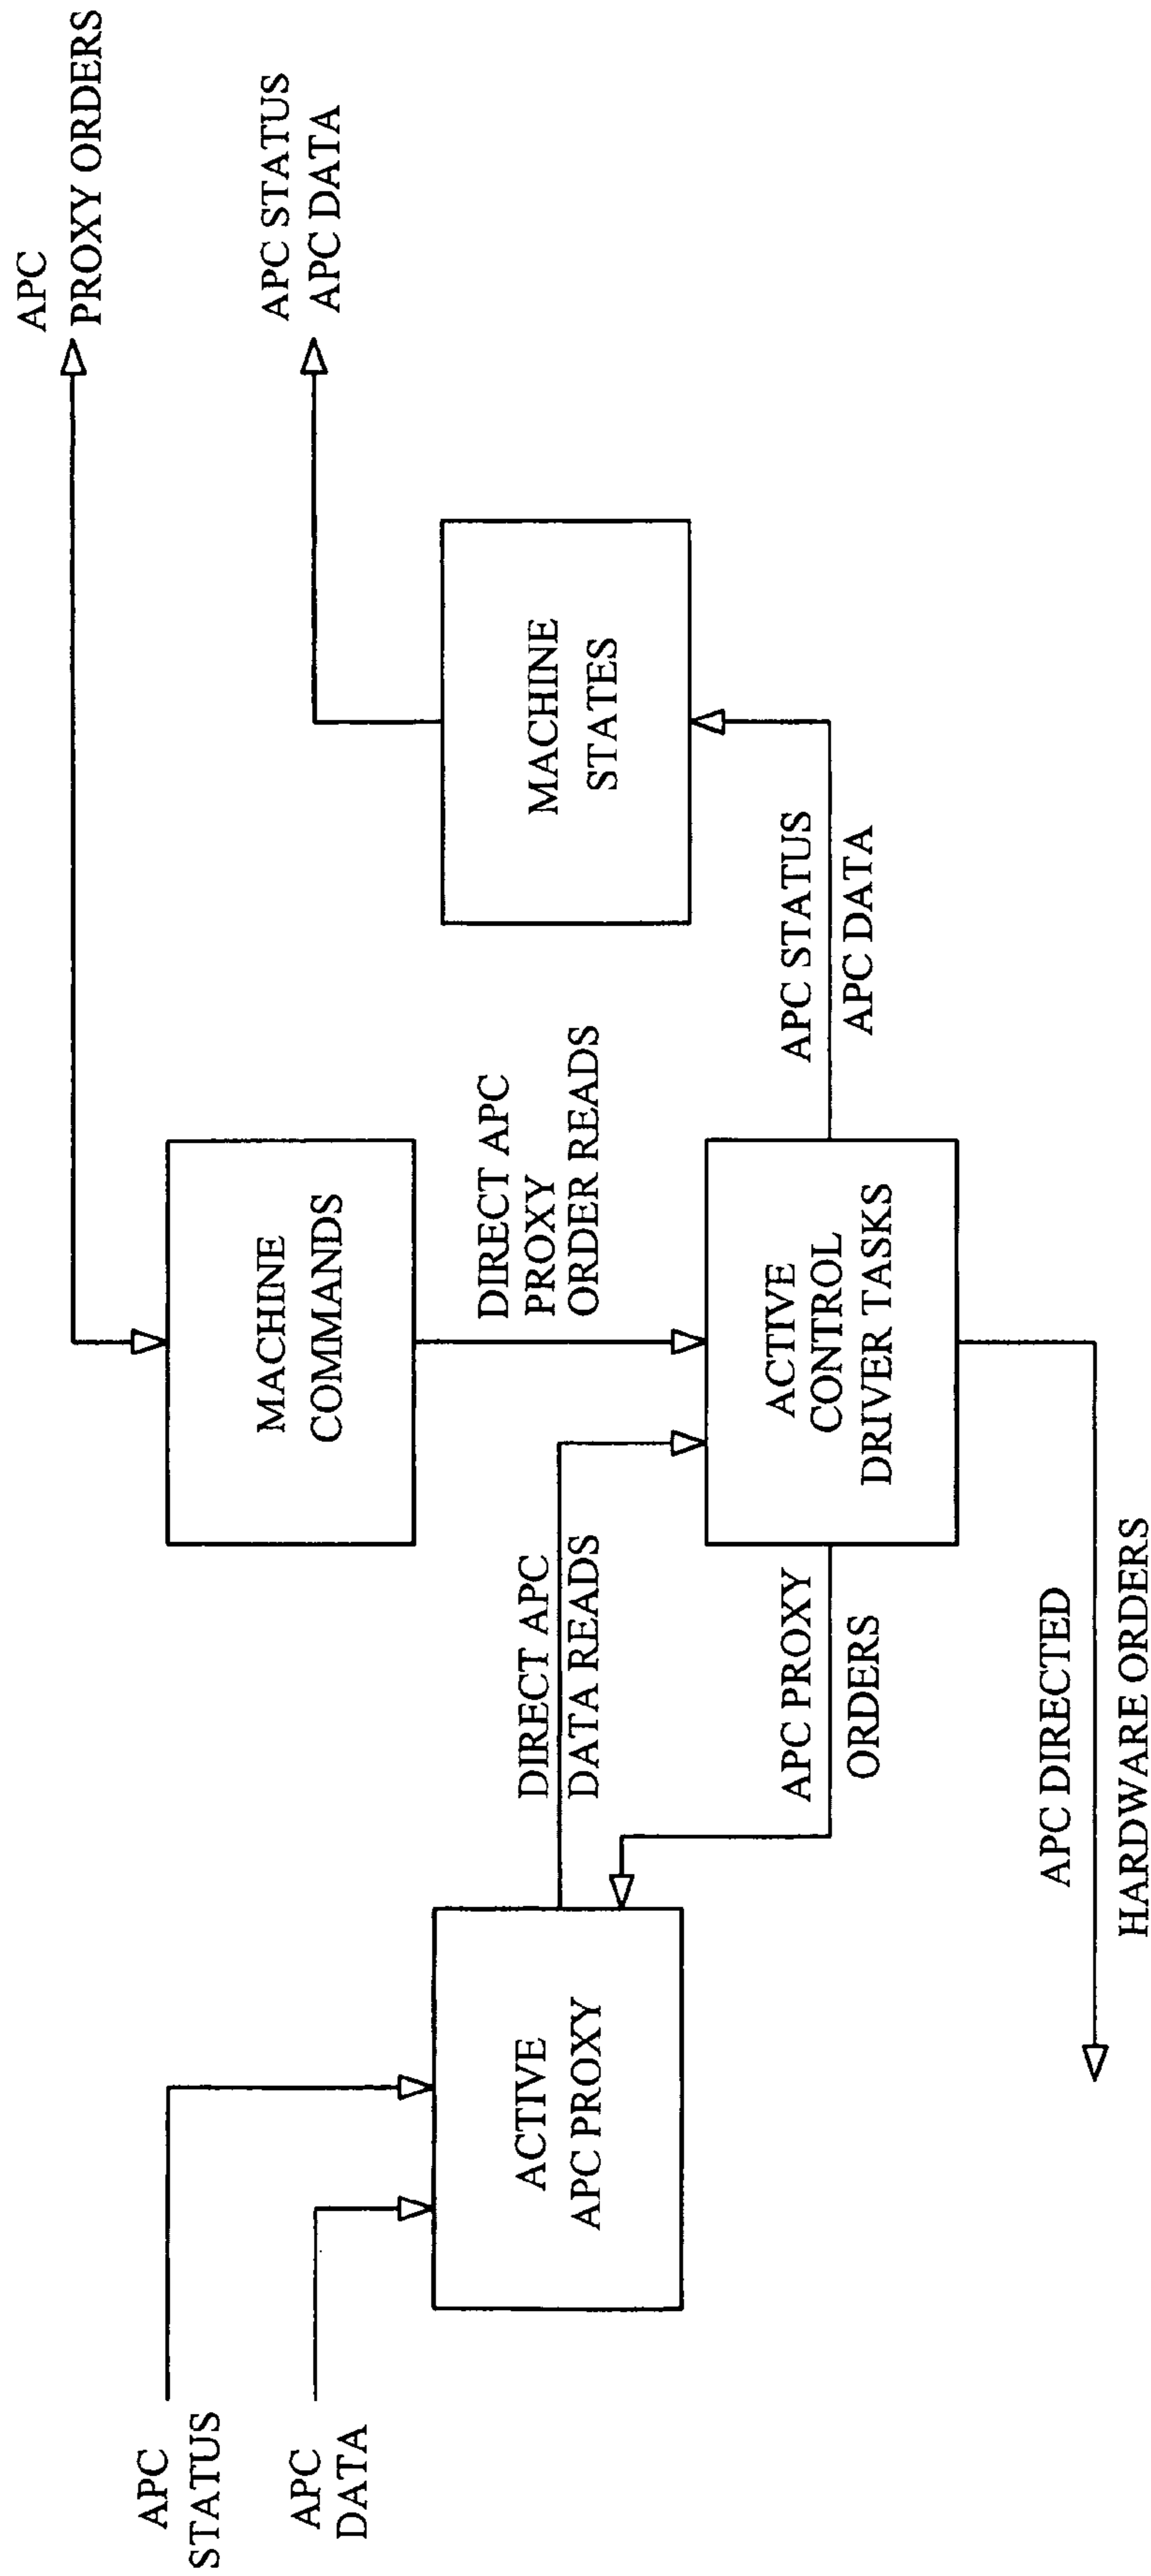 APC
PROXY ORDERS
APC STATUS
APC DATA
APC
STATUS
APC
DATA
MACHINE
COMMANDS
MACHINE
STATES
DIRECT APC
PROXY
ORDER READS
DIRECT APC
DATA READS
ACTIVE
APC PROXY
ACTIVE
CONTROL
DRIVER TASKS
APC STATUS
APC DATA
APC PROXY
ORDERS
APC DIRECTED
HARDWARE ORDERS